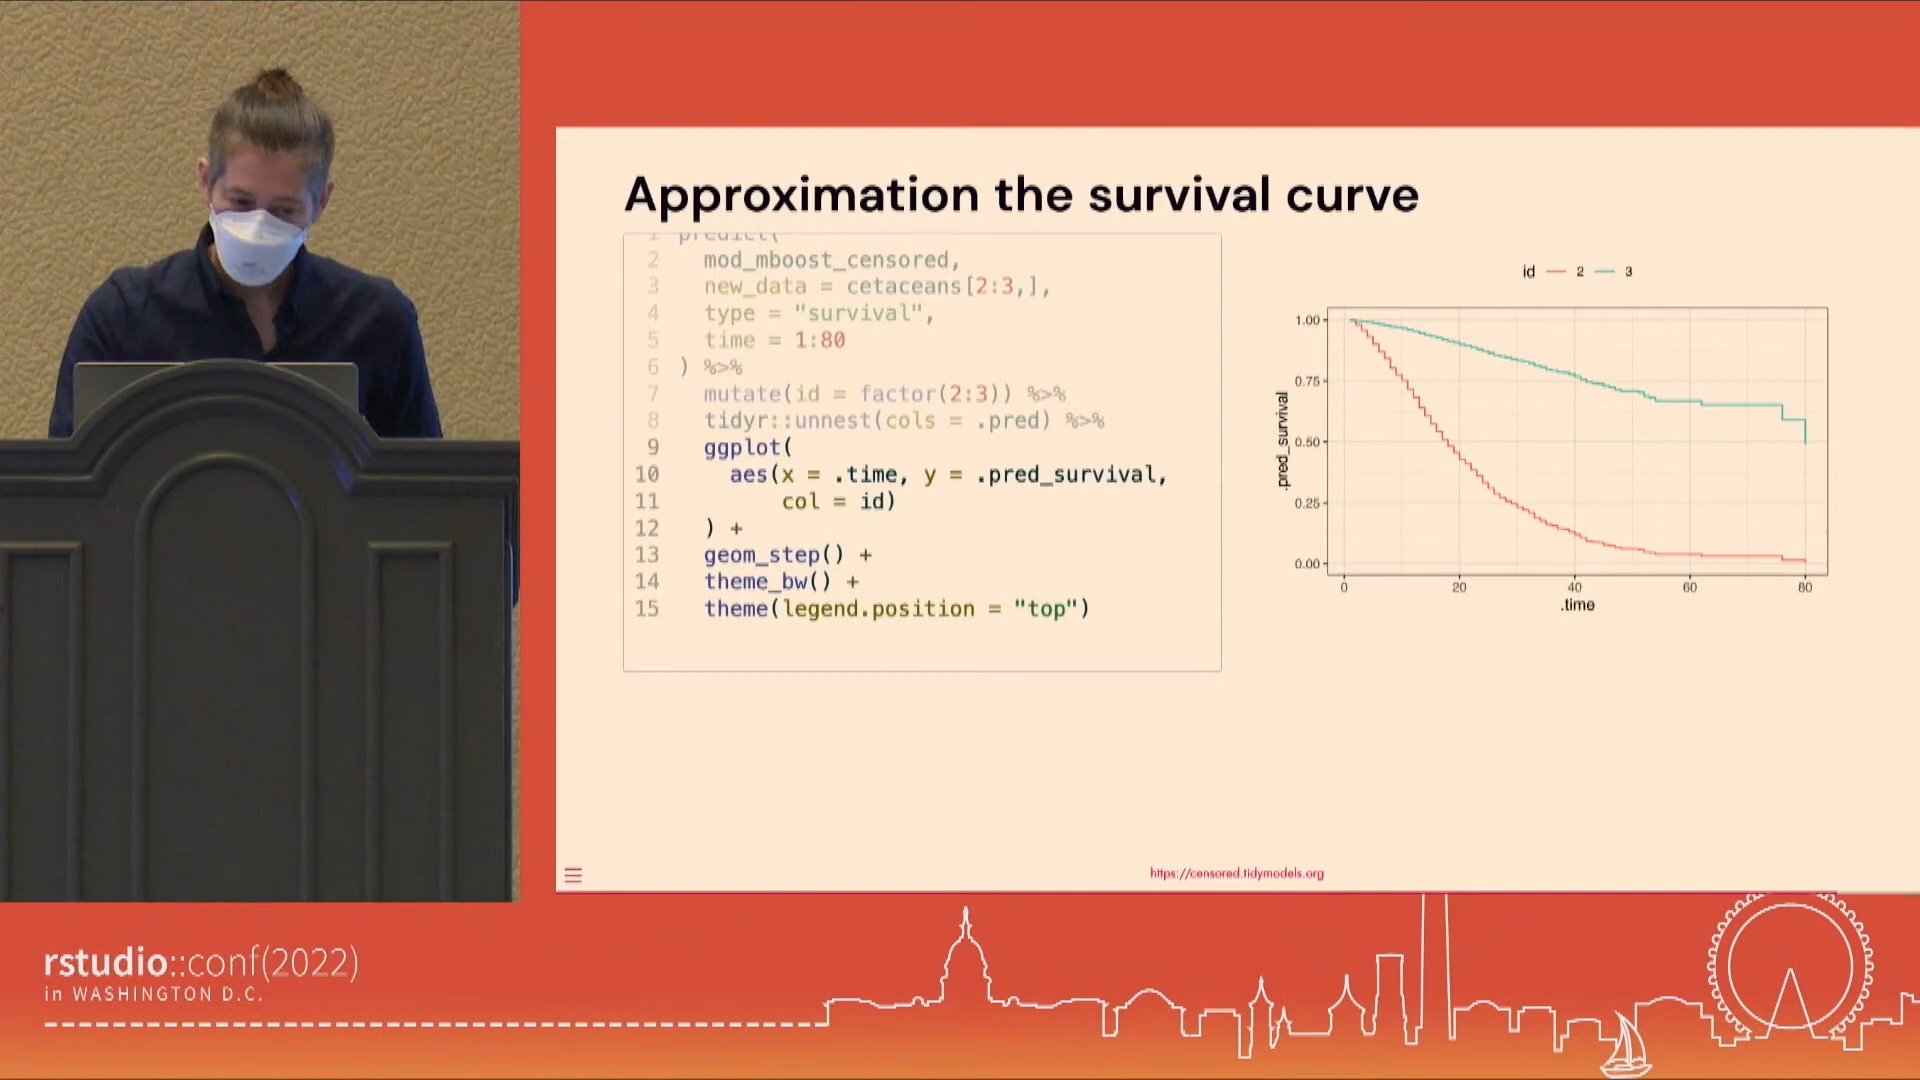 Approximation the survival curve
1 predict(
2 mod_mboost_censored,
3 new_data = cetaceans[2:3,],
4 type = "survival",
5 time = 1:80
6 ) %>%
7 mutate(id = factor(2:3)) %>%
8 tidyr::unnest(cols = .pred) %>%
9 ggplot(
10 aes(x = .time, y = .pred_survival,
11 col = id)
12 ) +
13 geom_step() +
14 theme_bw() +
15 theme(legend.position = "top")
id 2 3
1.00
0.75
0.50
0.25
0.00
.pred_survival
0 20 40 60 80
.time
https://censored.tidymodels.org
rstudio::conf(2022)
in WASHINGTON D.C.